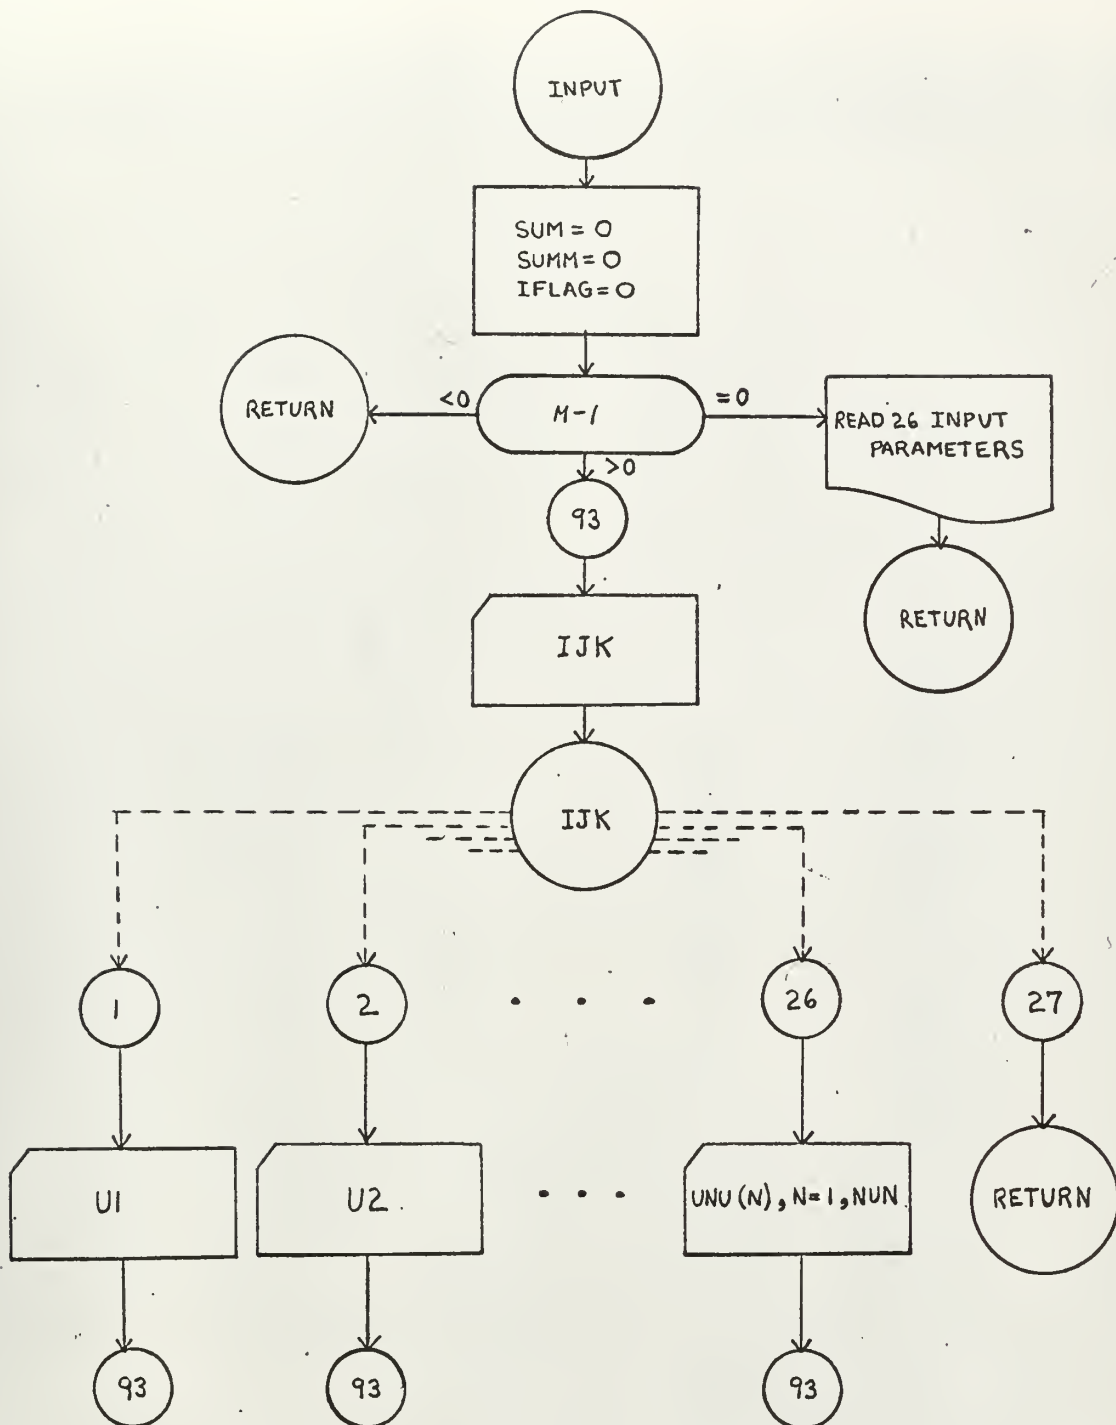 INPUT
SUM = 0
SUMM = 0
IFLAG = 0
RETURN
<0
M-1
=0
READ 26 INPUT
PARAMETERS
>0
93
RETURN
IJK
IJK
1
2
. . .
26
27
U1
U2
. . .
UNU(N), N=1, NUN
RETURN
93
93
93